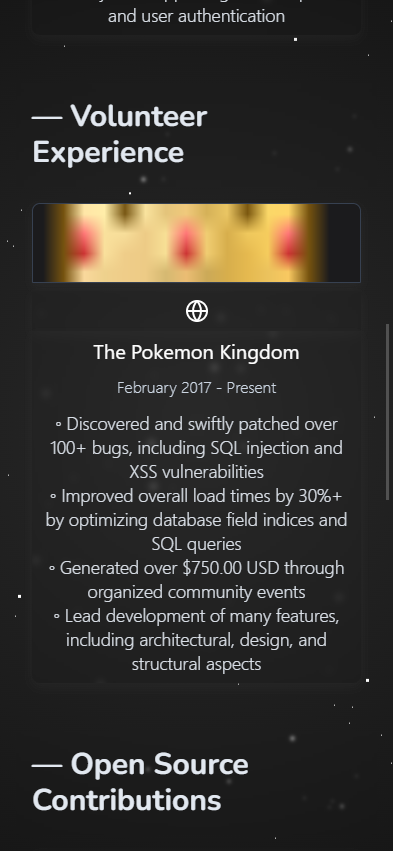 and user authentication
— Volunteer
Experience
The Pokemon Kingdom
February 2017 - Present
◦ Discovered and swiftly patched over
100+ bugs, including SQL injection and
XSS vulnerabilities
◦ Improved overall load times by 30%+
by optimizing database field indices and
SQL queries
◦ Generated over $750.00 USD through
organized community events
◦ Lead development of many features,
including architectural, design, and
structural aspects
— Open Source
Contributions